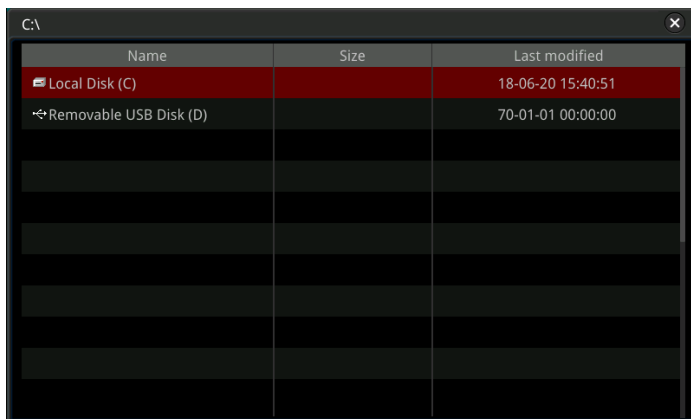 C:\
Name Size Last modified
Local Disk (C) 18-06-20 15:40:51
Removable USB Disk (D) 70-01-01 00:00:00